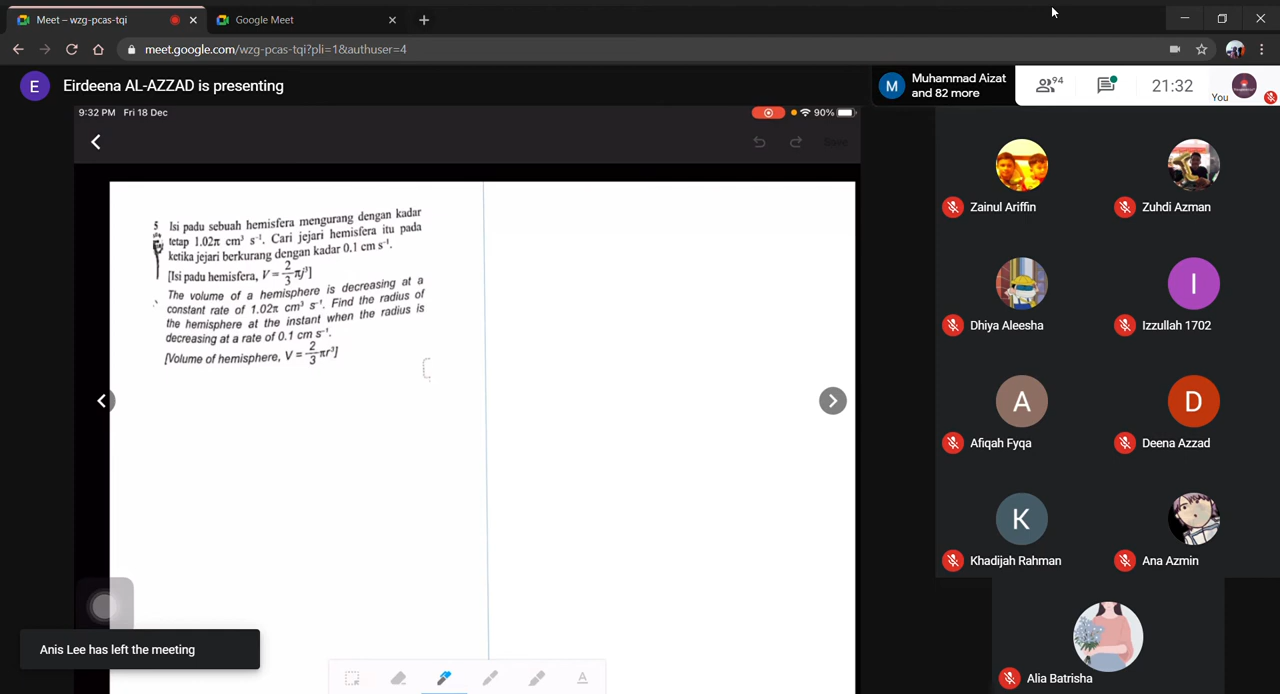 Meet – wzg-pcas-tqi
Google Meet
meet.google.com/wzg-pcas-tqi?pli=1&authuser=4
E
Eirdeena AL-AZZAD is presenting
M
Muhammad Aizat
and 82 more
94
21:32
You
9:32 PM Fri 18 Dec
90%
Save
5 Isi padu sebuah hemisfera mengurang dengan kadar
tetap 1.02π cm³ s⁻¹. Cari jejari hemisfera itu pada
ketika jejari berkurang dengan kadar 0.1 cm s⁻¹.
[Isi padu hemisfera, V = 2/3 πj³]
The volume of a hemisphere is decreasing at a
constant rate of 1.02π cm³ s⁻¹. Find the radius of
the hemisphere at the instant when the radius is
decreasing at a rate of 0.1 cm s⁻¹.
[Volume of hemisphere, V = 2/3 πr³]
Zainul Ariffin
Zuhdi Azman
I
Dhiya Aleesha
Izzullah 1702
A
D
Afiqah Fyqa
Deena Azzad
K
Khadijah Rahman
Ana Azmin
Alia Batrisha
Anis Lee has left the meeting
A